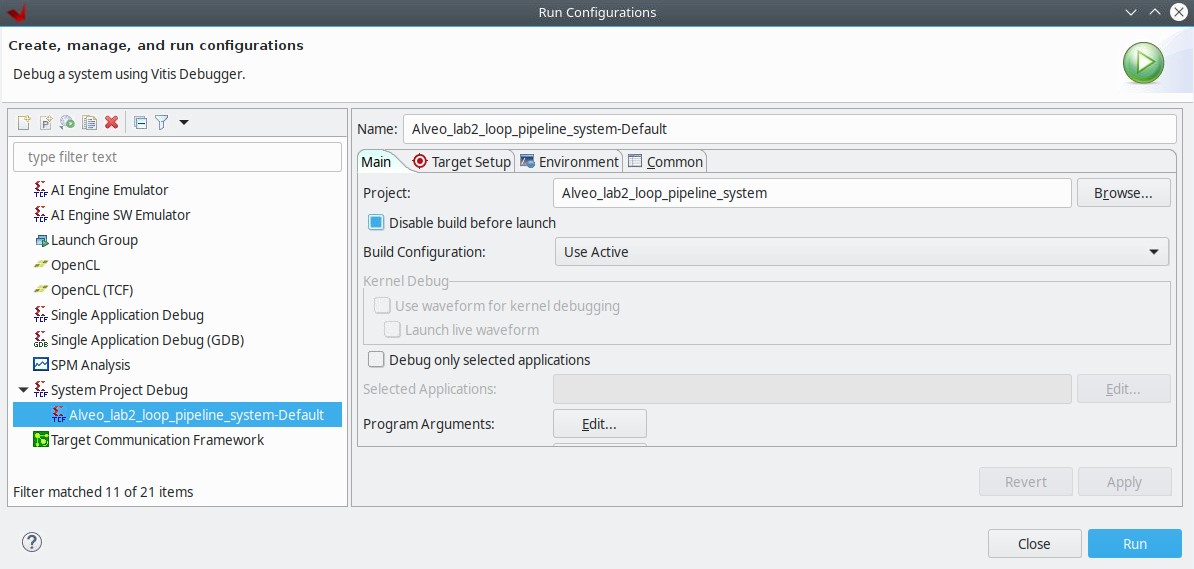 Run Configurations
Create, manage, and run configurations
Debug a system using Vitis Debugger.
type filter text
AI Engine Emulator
AI Engine SW Emulator
Launch Group
OpenCL
OpenCL (TCF)
Single Application Debug
Single Application Debug (GDB)
SPM Analysis
System Project Debug
Alveo_lab2_loop_pipeline_system-Default
Target Communication Framework
Filter matched 11 of 21 items
Name: Alveo_lab2_loop_pipeline_system-Default
Main Target Setup Environment Common
Project: Alveo_lab2_loop_pipeline_system Browse...
Disable build before launch
Build Configuration: Use Active
Kernel Debug
Use waveform for kernel debugging
Launch live waveform
Debug only selected applications
Selected Applications: Edit...
Program Arguments: Edit...
Revert Apply
? Close Run